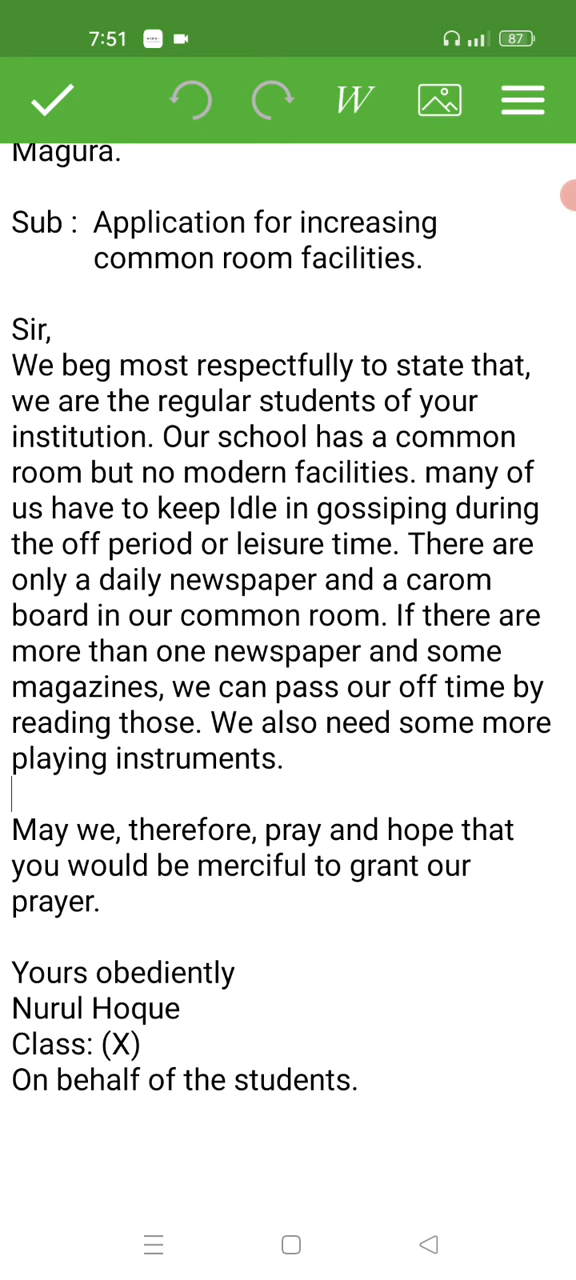 7:51
87
W
Magura.
Sub : Application for increasing
common room facilities.
Sir,
We beg most respectfully to state that,
we are the regular students of your
institution. Our school has a common
room but no modern facilities. many of
us have to keep Idle in gossiping during
the off period or leisure time. There are
only a daily newspaper and a carom
board in our common room. If there are
more than one newspaper and some
magazines, we can pass our off time by
reading those. We also need some more
playing instruments.
May we, therefore, pray and hope that
you would be merciful to grant our
prayer.
Yours obediently
Nurul Hoque
Class: (X)
On behalf of the students.